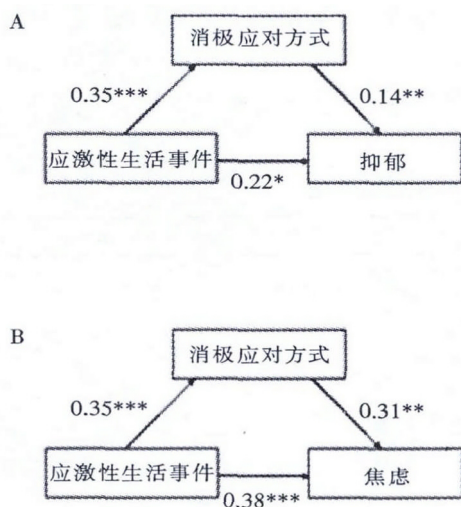 A
消极应对方式
0.35***
0.14**
应激性生活事件
抑郁
0.22*
B
消极应对方式
0.35***
0.31**
应激性生活事件
焦虑
0.38***